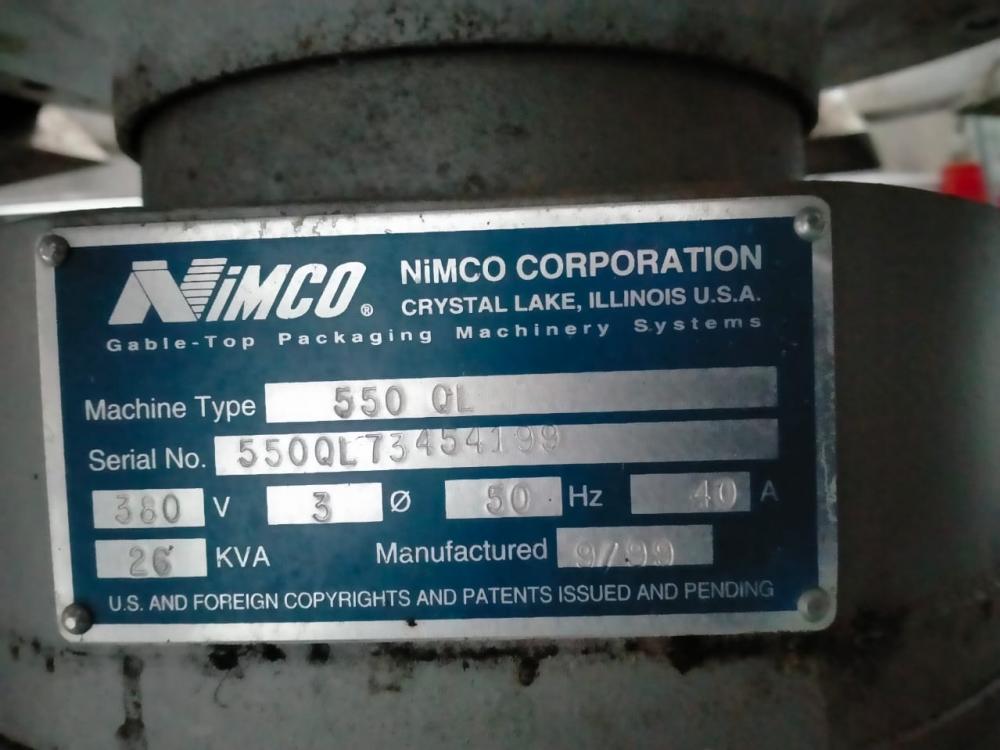 NiMCO® NiMCO CORPORATION
CRYSTAL LAKE, ILLINOIS U.S.A.
Gable-Top Packaging Machinery Systems
Machine Type 550 QL
Serial No. 550QL73454199
380 V 3 Ø 50 Hz 40 A
26 KVA Manufactured 9/99
U.S. AND FOREIGN COPYRIGHTS AND PATENTS ISSUED AND PENDING